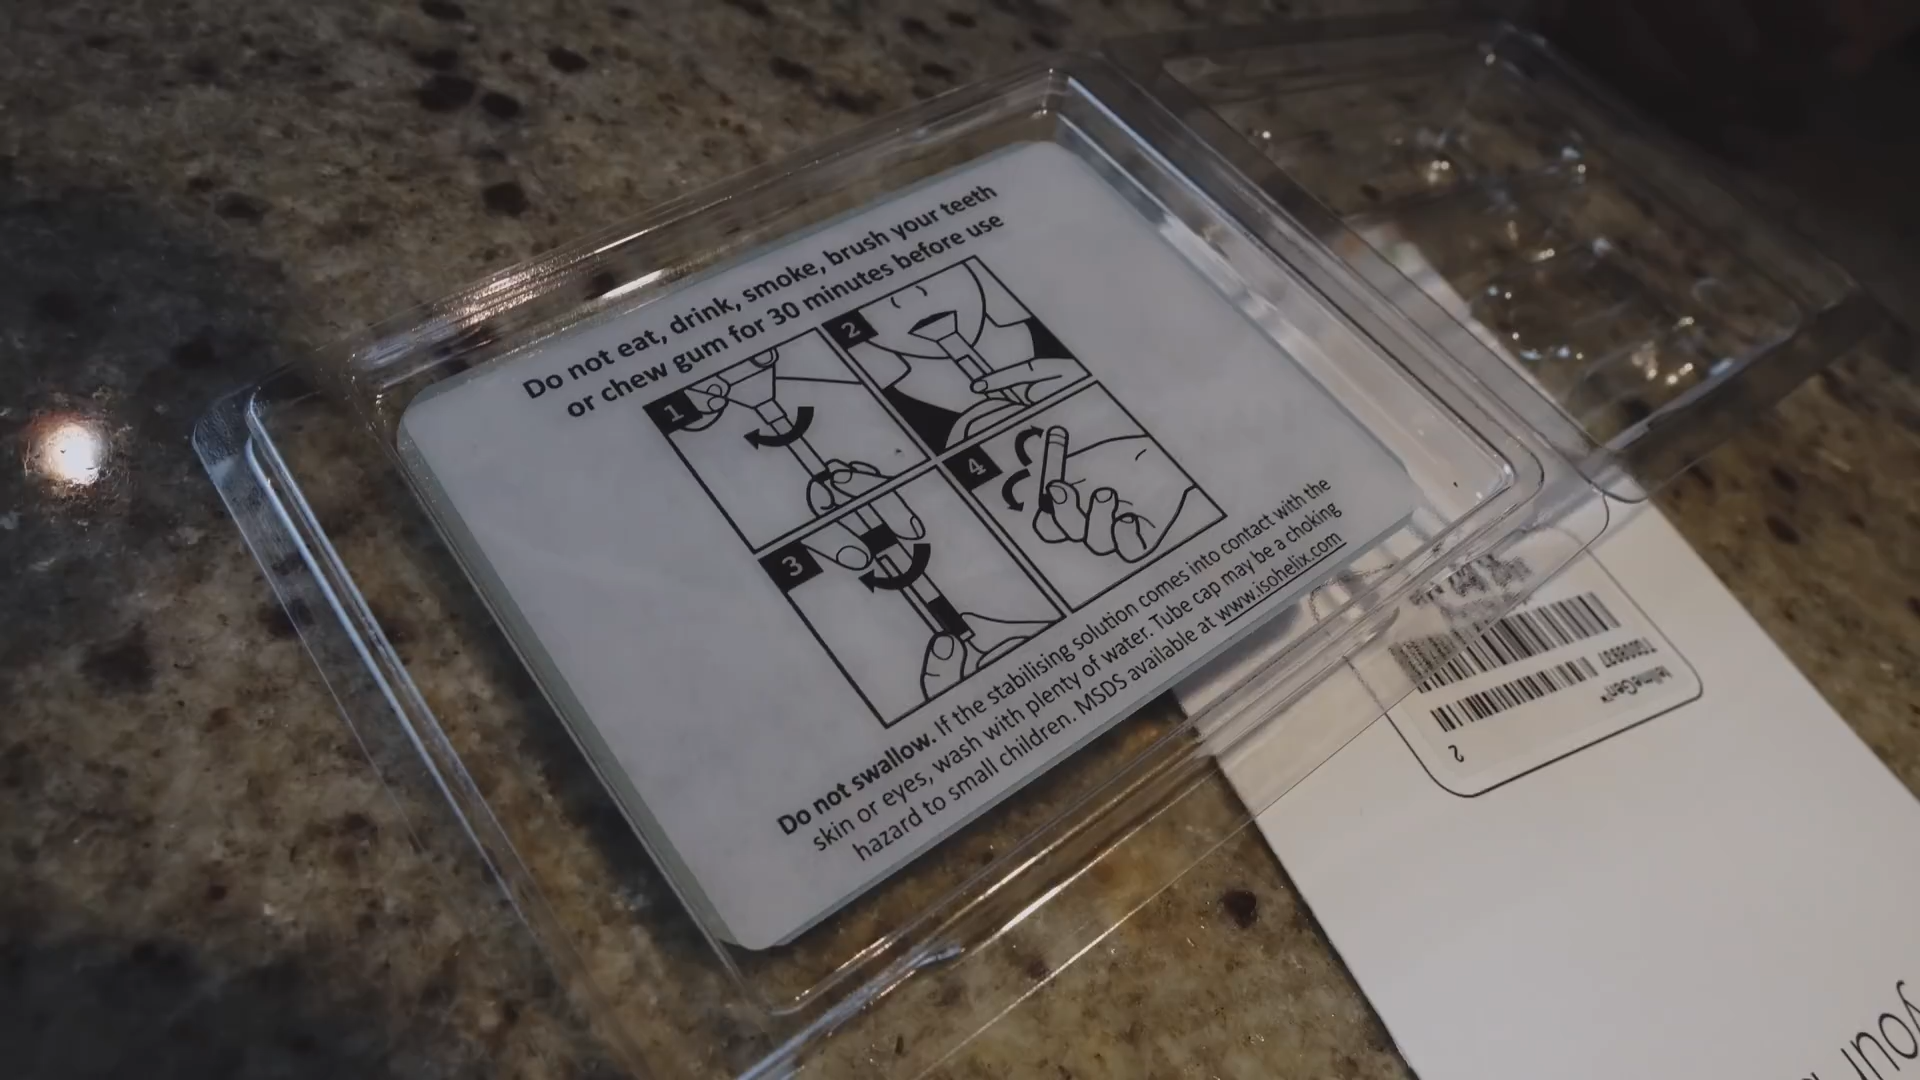 Do not eat, drink, smoke, brush your teeth
or chew gum for 30 minutes before use
1
2
3
4
Do not swallow. If the stabilising solution comes into contact with the
skin or eyes, wash with plenty of water. Tube cap may be a choking
hazard to small children. MSDS available at www.isohelix.com
2
your